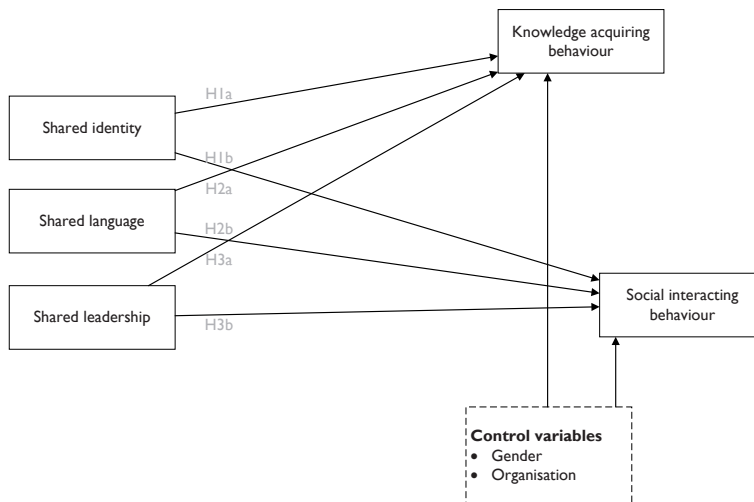 Knowledge acquiring
behaviour
H1a
Shared identity
H1b
H2a
Shared language
H2b
H3a
Shared leadership
H3b
Social interacting
behaviour
Control variables
• Gender
• Organisation